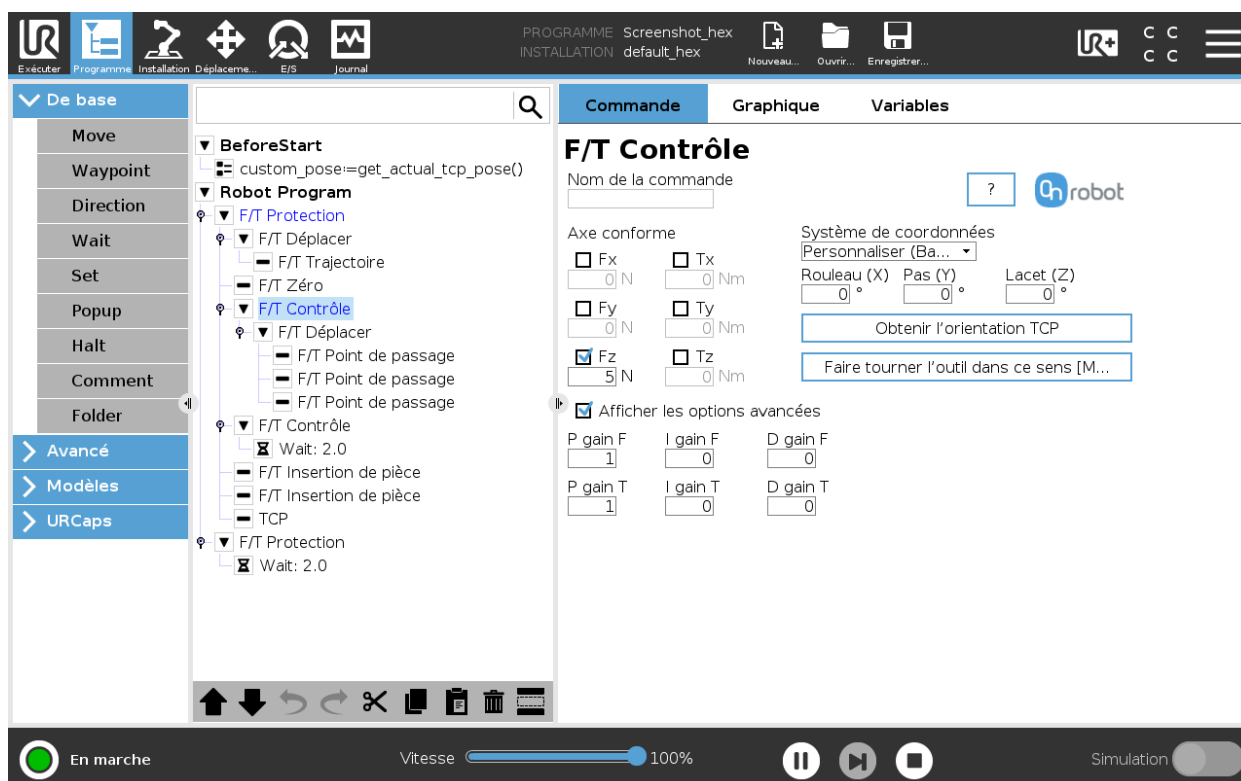 PROGRAMME Screenshot_hex
INSTALLATION default_hex
Exécuter Programme Installation Déplaceme... E/S Journal
Nouveau... Ouvrir... Enregistrer...
UR+
C C
C C
De base
Move
Waypoint
Direction
Wait
Set
Popup
Halt
Comment
Folder
Avancé
Modèles
URCaps
BeforeStart
custom_pose:=get_actual_tcp_pose()
Robot Program
F/T Protection
F/T Déplacer
F/T Trajectoire
F/T Zéro
F/T Contrôle
F/T Déplacer
F/T Point de passage
F/T Point de passage
F/T Point de passage
F/T Contrôle
Wait: 2.0
F/T Insertion de pièce
F/T Insertion de pièce
TCP
F/T Protection
Wait: 2.0
Commande Graphique Variables
F/T Contrôle
Nom de la commande
?
On robot
Axe conforme
Fx Tx
0 N 0 Nm
Fy Ty
0 N 0 Nm
Fz Tz
5 N 0 Nm
Système de coordonnées
Personnaliser (Ba...
Rouleau (X) Pas (Y) Lacet (Z)
0 ° 0 ° 0 °
Obtenir l'orientation TCP
Faire tourner l'outil dans ce sens [M...
Afficher les options avancées
P gain F I gain F D gain F
1 0 0
P gain T I gain T D gain T
1 0 0
En marche
Vitesse 100%
Simulation